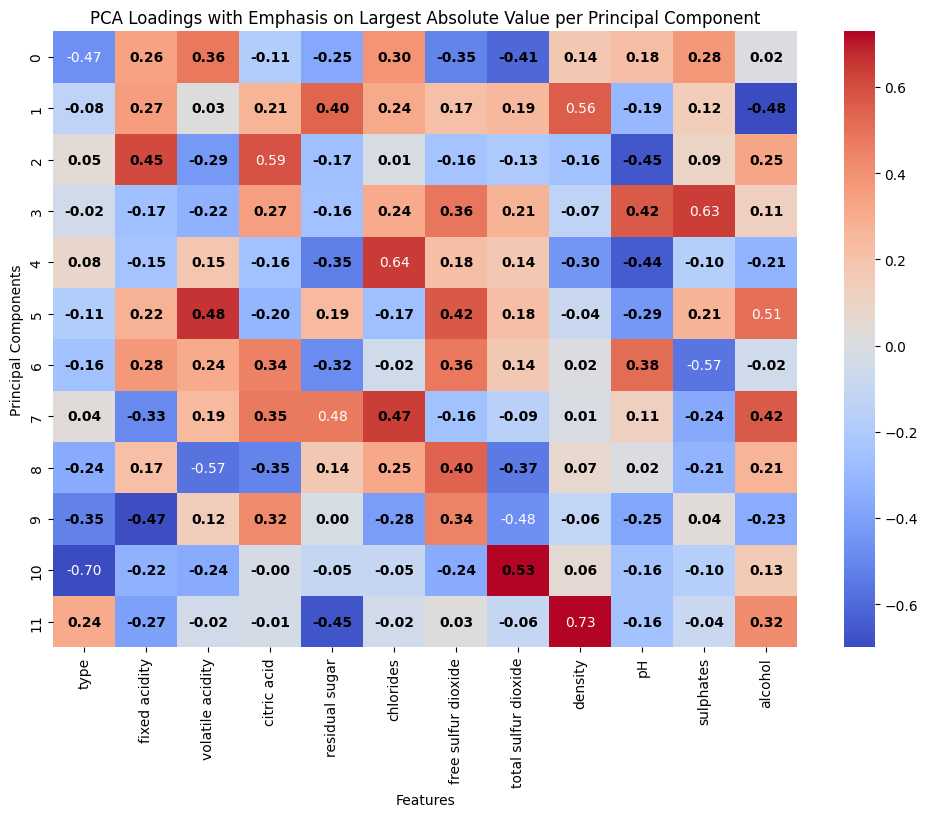 PCA Loadings with Emphasis on Largest Absolute Value per Principal Component
0 -0.47 0.26 0.36 -0.11 -0.25 0.30 -0.35 -0.41 0.14 0.18 0.28 0.02
1 -0.08 0.27 0.03 0.21 0.40 0.24 0.17 0.19 0.56 -0.19 0.12 -0.48
2 0.05 0.45 -0.29 0.59 -0.17 0.01 -0.16 -0.13 -0.16 -0.45 0.09 0.25
3 -0.02 -0.17 -0.22 0.27 -0.16 0.24 0.36 0.21 -0.07 0.42 0.63 0.11
4 0.08 -0.15 0.15 -0.16 -0.35 0.64 0.18 0.14 -0.30 -0.44 -0.10 -0.21
5 -0.11 0.22 0.48 -0.20 0.19 -0.17 0.42 0.18 -0.04 -0.29 0.21 0.51
6 -0.16 0.28 0.24 0.34 -0.32 -0.02 0.36 0.14 0.02 0.38 -0.57 -0.02
7 0.04 -0.33 0.19 0.35 0.48 0.47 -0.16 -0.09 0.01 0.11 -0.24 0.42
8 -0.24 0.17 -0.57 -0.35 0.14 0.25 0.40 -0.37 0.07 0.02 -0.21 0.21
9 -0.35 -0.47 0.12 0.32 0.00 -0.28 0.34 -0.48 -0.06 -0.25 0.04 -0.23
10 -0.70 -0.22 -0.24 -0.00 -0.05 -0.05 -0.24 0.53 0.06 -0.16 -0.10 0.13
11 0.24 -0.27 -0.02 -0.01 -0.45 -0.02 0.03 -0.06 0.73 -0.16 -0.04 0.32
Principal Components
type
fixed acidity
volatile acidity
citric acid
residual sugar
chlorides
free sulfur dioxide
total sulfur dioxide
density
pH
sulphates
alcohol
Features
0.6
0.4
0.2
0.0
-0.2
-0.4
-0.6